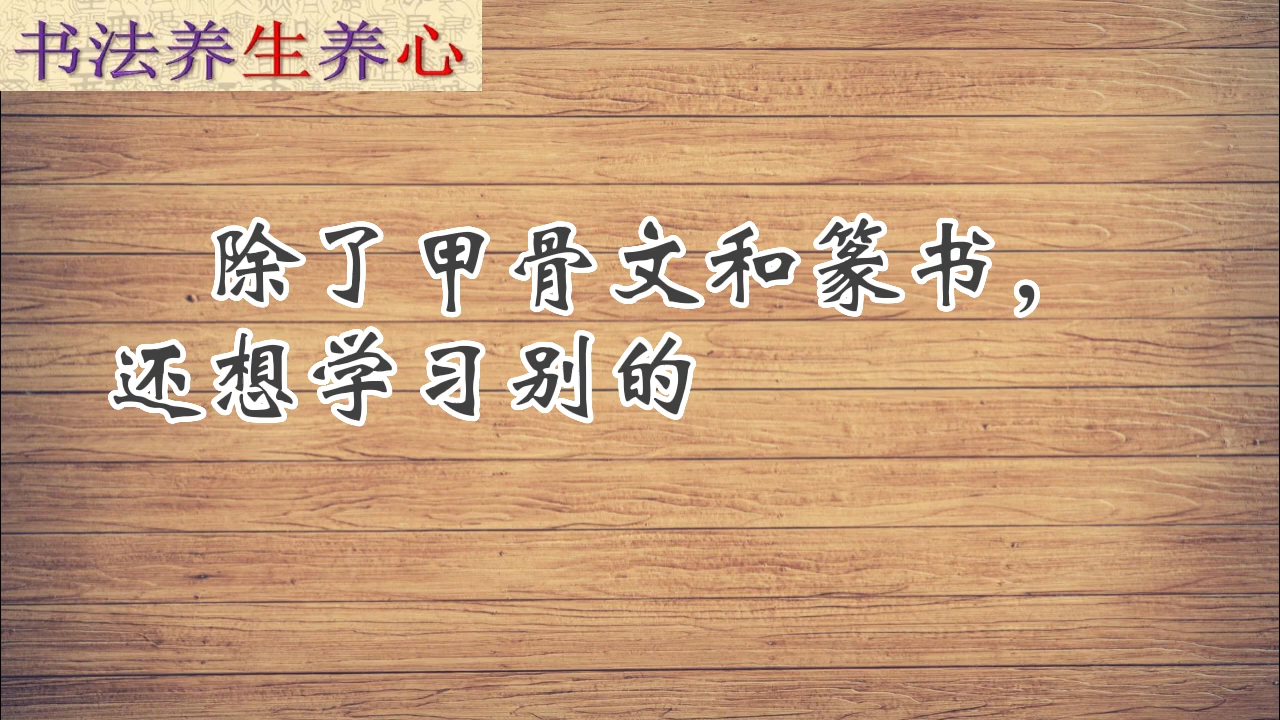 书法养生养心
除了甲骨文和篆书，
还想学习别的